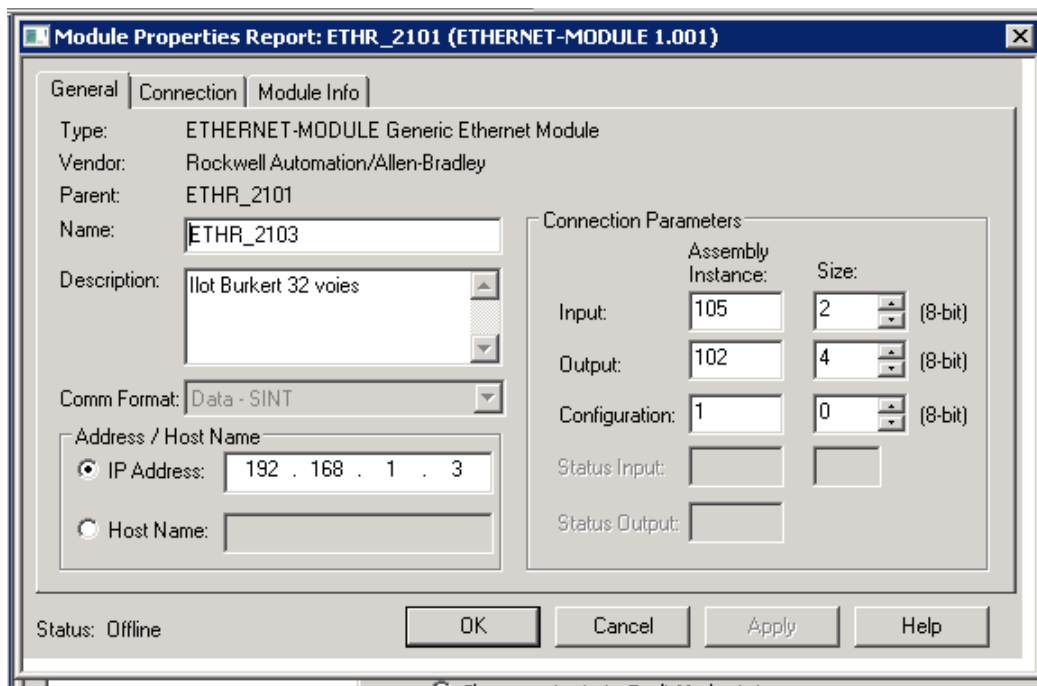 Module Properties Report: ETHR_2101 (ETHERNET-MODULE 1.001)
General Connection Module Info
Type: ETHERNET-MODULE Generic Ethernet Module
Vendor: Rockwell Automation/Allen-Bradley
Parent: ETHR_2101
Name: ETHR_2103
Description: Ilot Burkert 32 voies
Comm Format: Data - SINT
Address / Host Name
IP Address: 192 . 168 . 1 . 3
Host Name:
Connection Parameters
Assembly
Instance: Size:
Input: 105 2 (8-bit)
Output: 102 4 (8-bit)
Configuration: 1 0 (8-bit)
Status Input:
Status Output:
Status: Offline
OK Cancel Apply Help